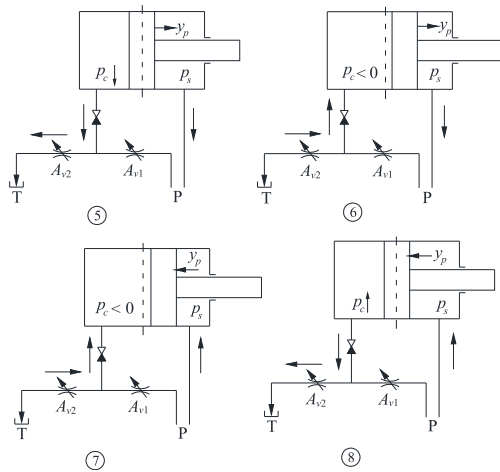 y_p
p_c p_s
A_v2 A_v1
T P
⑤
y_p
p_c<0 p_s
A_v2 A_v1
T P
⑥
y_p
p_c<0 p_s
A_v2 A_v1
T P
⑦
y_p
p_c p_s
A_v2 A_v1
T P
⑧